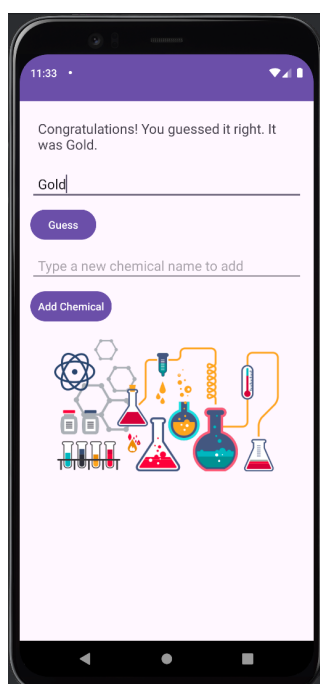 11:33
Congratulations! You guessed it right. It
was Gold.
Gold
Guess
Type a new chemical name to add
Add Chemical